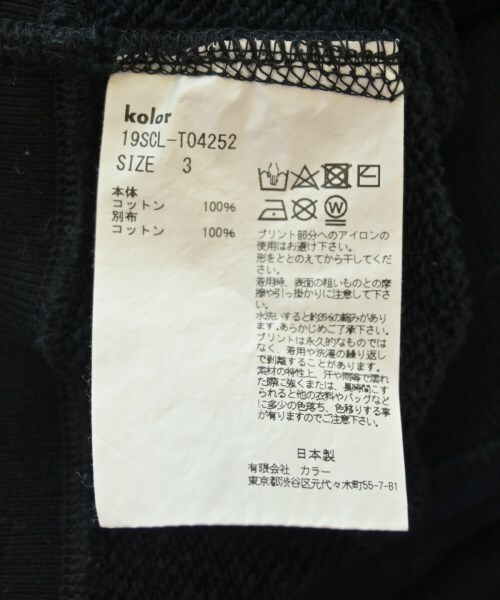 kolor
19SCL-T04252
SIZE 3
本体
コットン 100%
別布
コットン 100%
プリント部分へのアイロンの
使用はお避け下さい。
形をととのえてから干してくだ
さい。
着用時、表面の粗いものとの摩
擦や引っ掛かりに注意して下さ
い。
水洗いすると約3%の縮みがあり
ます。あらかじめご了承下さい。
プリントは永久的なものでは
なく、着用や洗濯の繰り返し
で剥離することがあります。
素材の特性上、汗や雨等で濡れ
た際に強くまたは、長時間こす
られると他の衣料やバッグなど
に多少の色落ち、色移りする事
が有りますのでご注意下さい。
日本製
有限会社 カラー
東京都渋谷区元代々木町55-7-B1